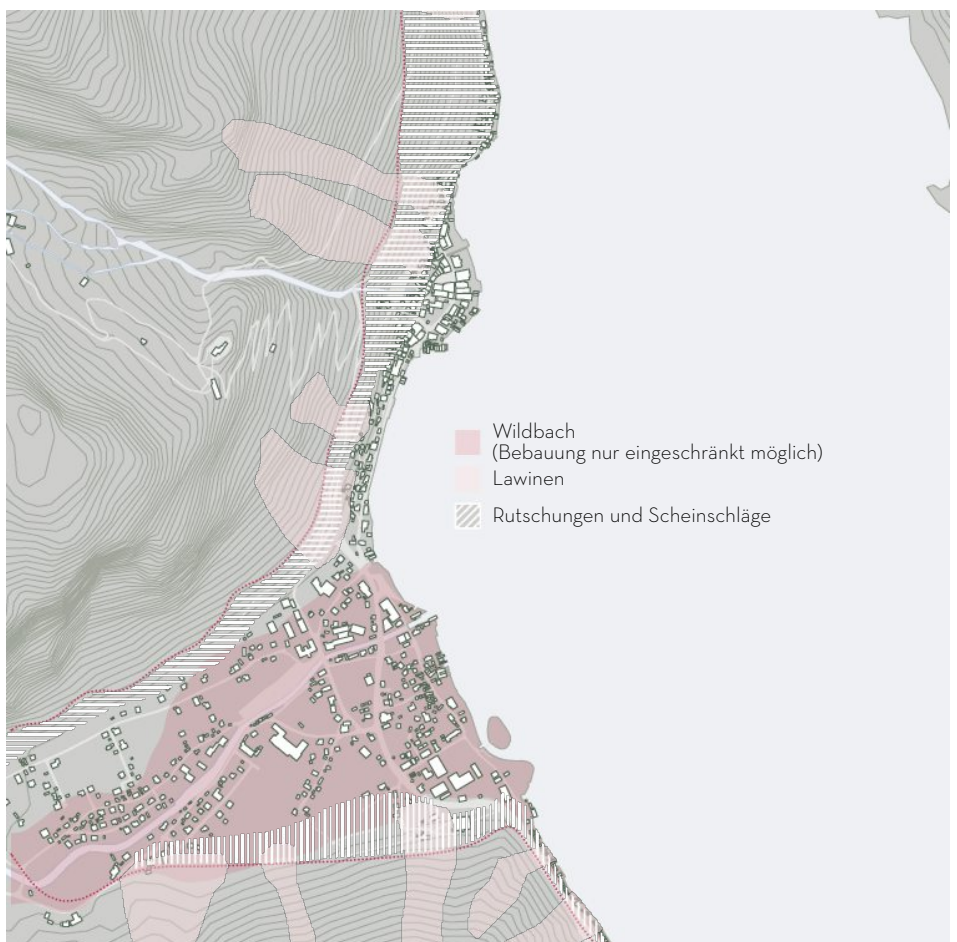 Wildbach
(Bebauung nur eingeschränkt möglich)
Lawinen
Rutschungen und Scheinschläge